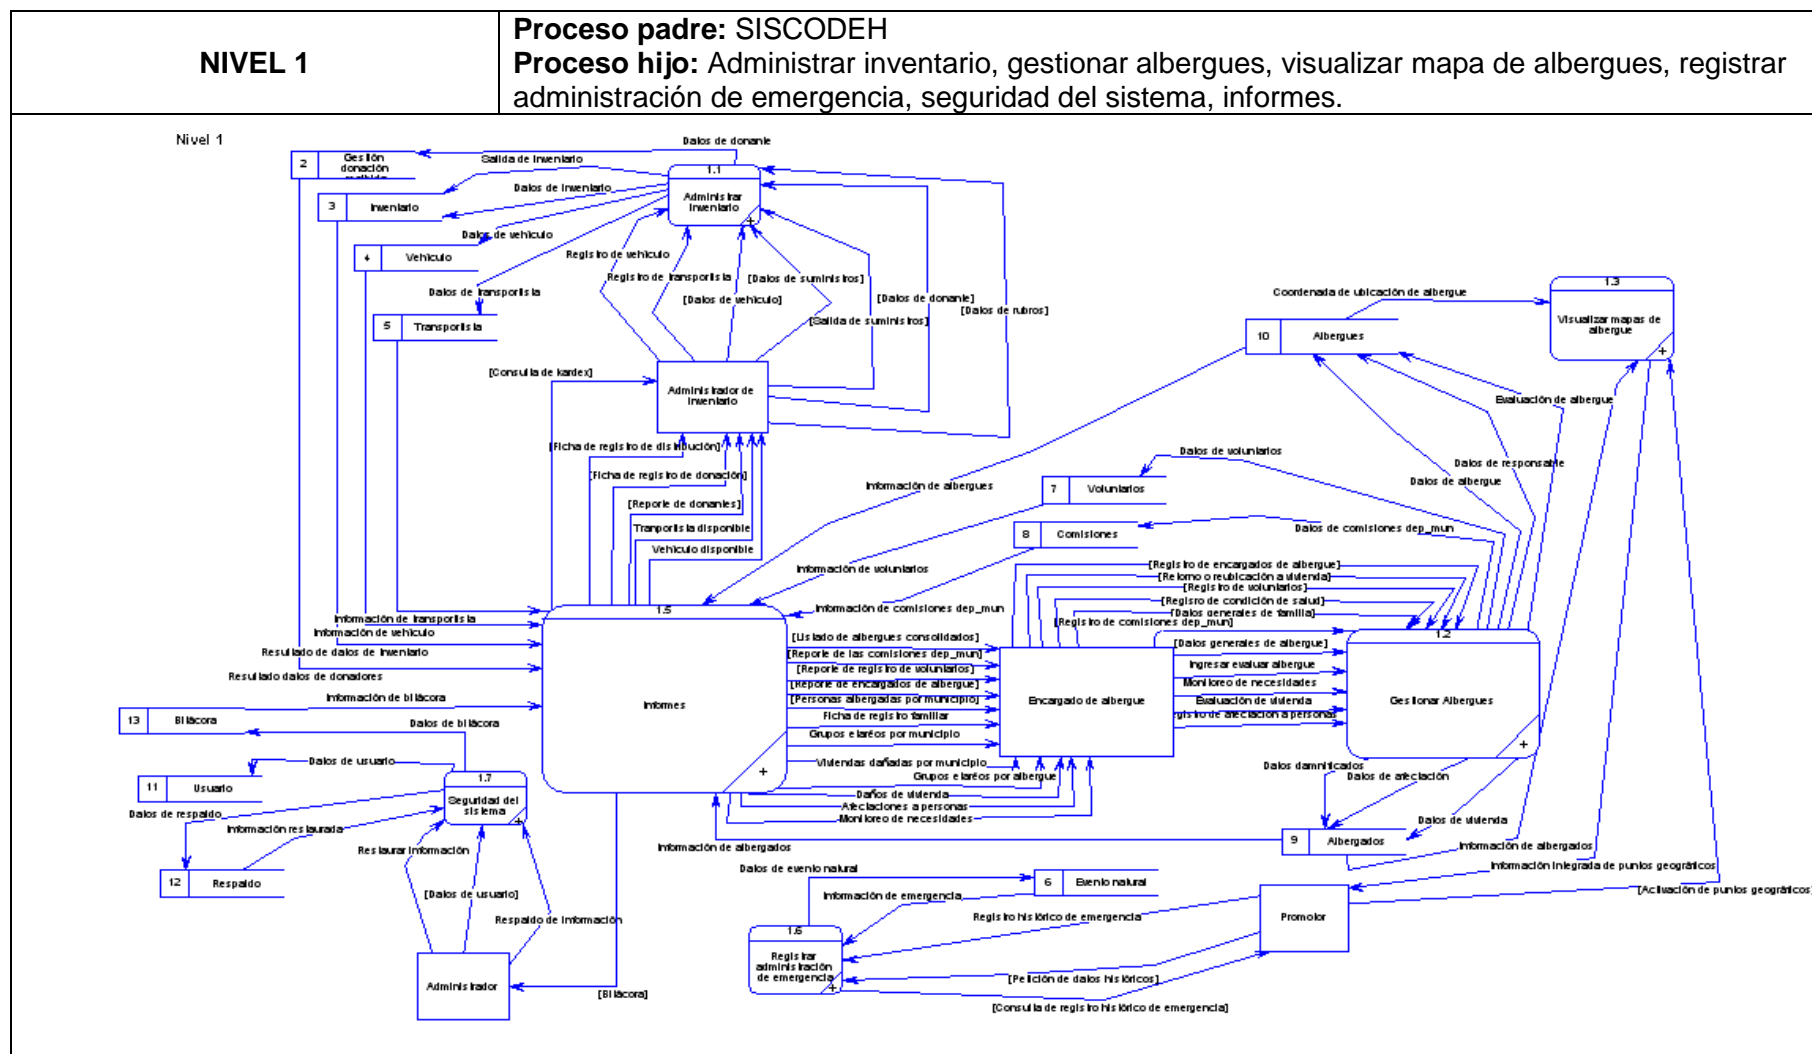 NIVEL 1
Proceso padre: SISCODEH
Proceso hijo: Administrar inventario, gestionar albergues, visualizar mapa de albergues, registrar
administración de emergencia, seguridad del sistema, informes.
Nivel 1
Datos de donante
2
Gestión
donación
Salida de Inventario
1.1
Administrar
Inventario
+
Datos de Inventario
3
Inventario
Datos de vehículo
4
Vehículo
Registro de vehículo
Registro de transportista
[Datos de suministros]
[Datos de vehículo]
[Datos de donante]
[Salida de suministros]
[Datos de rubros]
Datos de transportista
5
Transportista
Coordenada de ubicación de albergue
1.3
Visualizar mapas de
albergue
+
10
Albergues
[Consulta de kardex]
Administrador de
Inventario
Evaluación de albergue
[Ficha de registro de distribución]
[Ficha de registro de donación]
[Reporte de donantes]
Tranportista disponible
Vehículo disponible
Datos de voluntarios
Datos de responsable
Datos de albergue
Información de albergues
7
Voluntarios
8
Comisiones
Datos de comisiones dep_mun
Información de voluntarios
[Registro de encargados de albergue]
[Retorno o reubicación a vivienda]
[Registro de voluntarios]
[Regisro de condición de salud]
[Datos generales de familia]
[Registro de comisiones dep_mun]
Información de comisiones dep_mun
1.5
Informes
+
Información de transportista
Información de vehículo
Resultado de datos de Inventario
Resultado datos de donadores
[Listado de albergues consolidados]
[Reporte de las comisiones dep_mun]
[Reporte de registro de voluntarios]
[Reporte de encargados de albergue]
[Personas albergadas por municipio]
Ficha de registro familiar
Grupos etaréos por municipio
Encargado de albergue
[Datos generales de albergue]
Ingresar evaluar albergue
Monitoreo de necesidades
Evaluación de vivienda
gistro de afectacion a personas
1.2
Gestionar Albergues
+
Información de bitácora
13
Bitácora
Datos de bitácora
Viviendas dañadas por municipio
Grupos etaréos por albergue
Daños de vivienda
Afectaciones a personas
Monitoreo de necesidades
Datos damnificados
Datos de afectación
Datos de usuario
11
Usuario
1.7
Seguridad del
sistema
+
Datos de respaldo
Información restaurada
Restaurar Información
12
Respaldo
[Datos de usuario]
Respaldo de Información
Administrador
[Bitácora]
Información de albergados
9
Albergados
Datos de vivienda
Información de albergados
Información Integrada de puntos geográficos
[Activación de puntos geográficos]
Datos de evento natural
6
Evento natural
Información de emergencia
Registro histórico de emergencia
Promotor
1.6
Registrar
administración
de emergencia
+
[Petición de datos históricos]
[Consulta de registro histórico de emergencia]